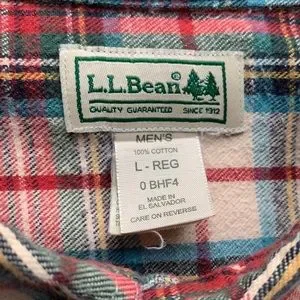 L.L.Bean®
QUALITY GUARANTEED SINCE 1912
MEN'S
100% COTTON
L - REG
0 BHF4
MADE IN
EL SALVADOR
CARE ON REVERSE